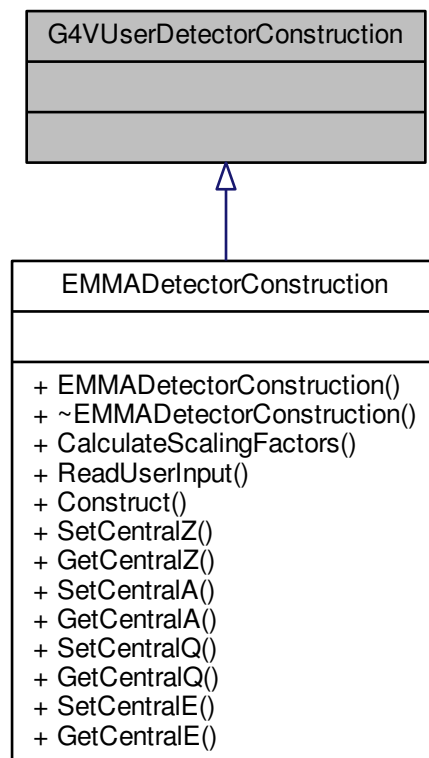 G4VUserDetectorConstruction
EMMADetectorConstruction
+ EMMADetectorConstruction()
+ ~EMMADetectorConstruction()
+ CalculateScalingFactors()
+ ReadUserInput()
+ Construct()
+ SetCentralZ()
+ GetCentralZ()
+ SetCentralA()
+ GetCentralA()
+ SetCentralQ()
+ GetCentralQ()
+ SetCentralE()
+ GetCentralE()